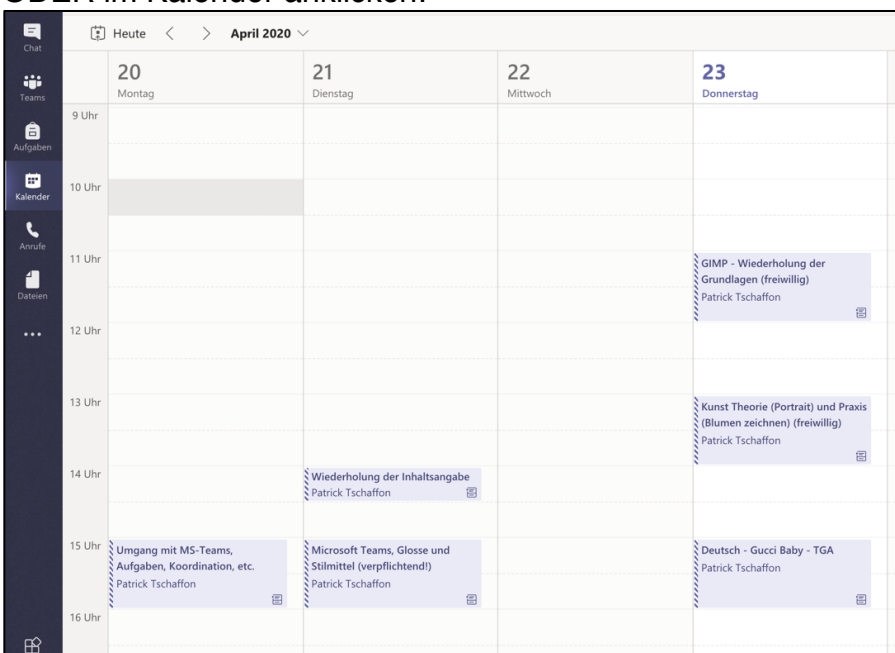 ODER im Kalender anklicken:
Chat
Teams
Aufgaben
Kalender
Anrufe
Dateien
Heute
April 2020
20
Montag
21
Dienstag
22
Mittwoch
23
Donnerstag
9 Uhr
10 Uhr
11 Uhr
GIMP - Wiederholung der
Grundlagen (freiwillig)
Patrick Tschaffon
12 Uhr
13 Uhr
Kunst Theorie (Portrait) und Praxis
(Blumen zeichnen) (freiwillig)
Patrick Tschaffon
14 Uhr
Wiederholung der Inhaltsangabe
Patrick Tschaffon
15 Uhr
Umgang mit MS-Teams,
Aufgaben, Koordination, etc.
Patrick Tschaffon
Microsoft Teams, Glosse und
Stilmittel (verpflichtend!)
Patrick Tschaffon
Deutsch - Gucci Baby - TGA
Patrick Tschaffon
16 Uhr